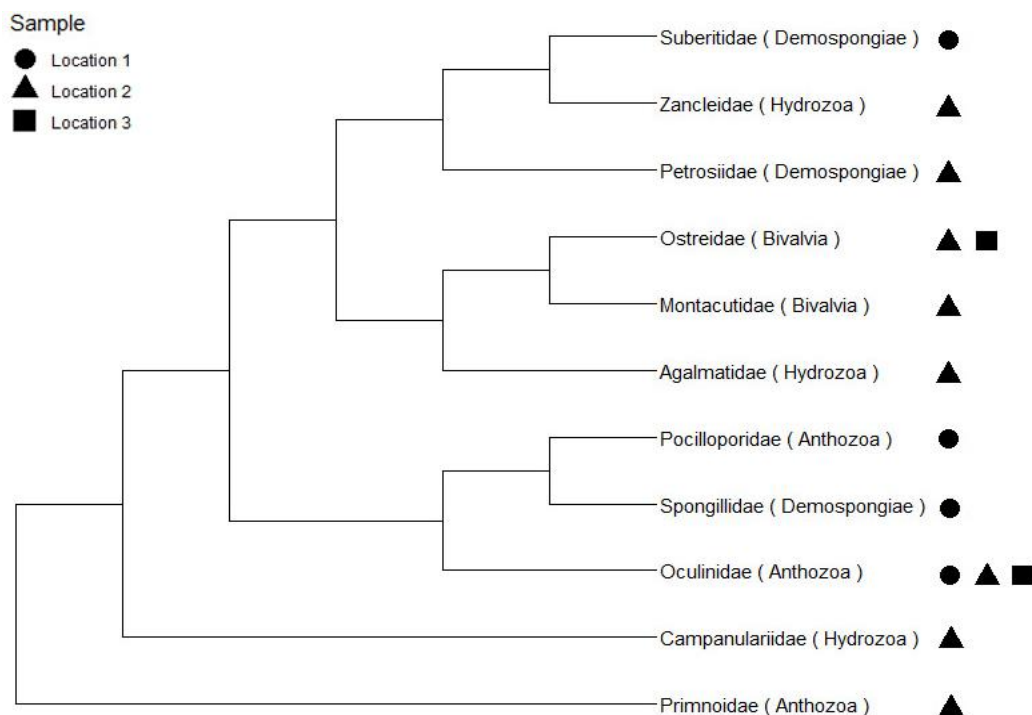 Sample
Location 1
Location 2
Location 3
Suberitidae ( Demospongiae )
Zancleidae ( Hydrozoa )
Petrosiidae ( Demospongiae )
Ostreidae ( Bivalvia )
Montacutidae ( Bivalvia )
Agalmatidae ( Hydrozoa )
Pocilloporidae ( Anthozoa )
Spongillidae ( Demospongiae )
Oculinidae ( Anthozoa )
Campanulariidae ( Hydrozoa )
Primnoidae ( Anthozoa )